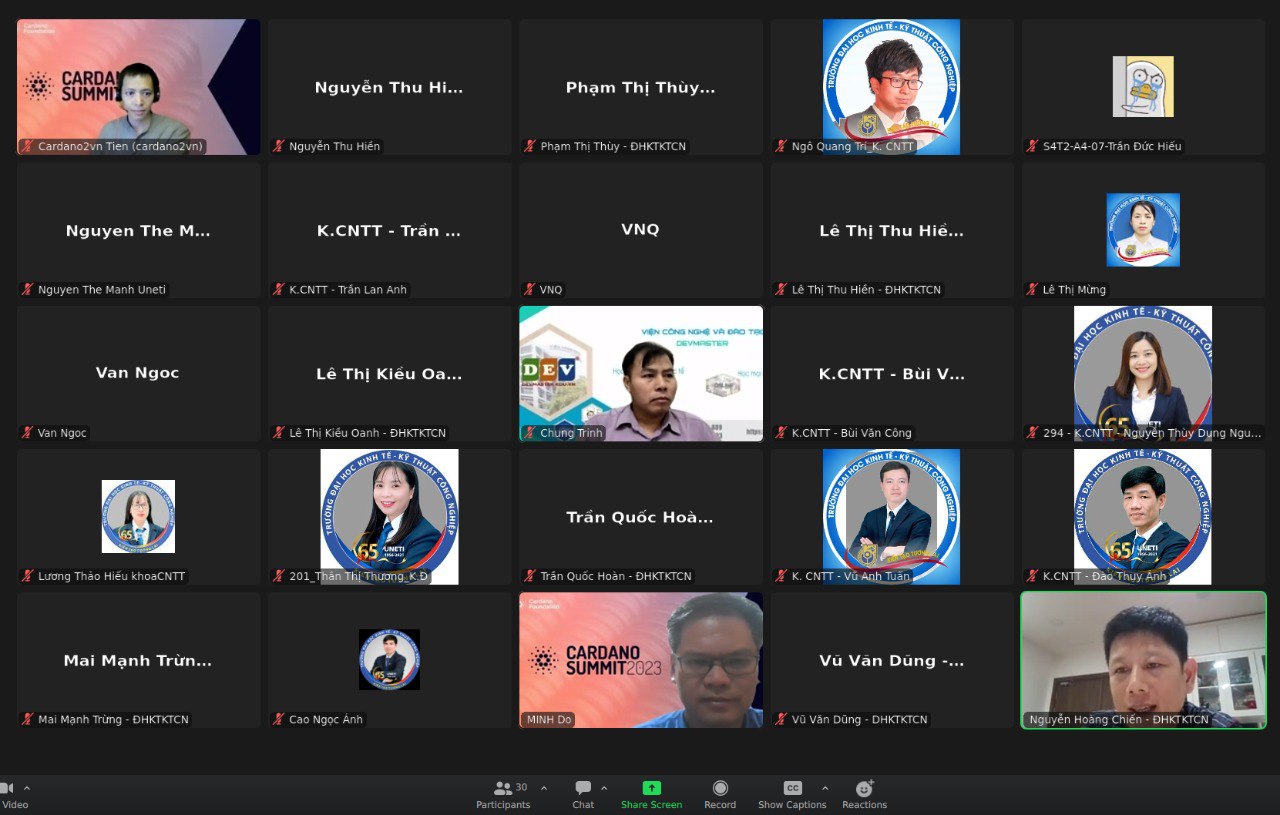 Cardano
Foundation
CARDANO
SUMMIT
Cardano2vn Tien (cardano2vn)
Nguyễn Thu Hi...
Nguyễn Thu Hiền
Phạm Thị Thùy...
Phạm Thị Thùy - ĐHKTKTCN
TRƯỜNG ĐẠI HỌC KINH TẾ - KỸ THUẬT CÔNG NGHIỆP
Ngô Quang Trí_K. CNTT
S4T2-A4-07-Trần Đức Hiếu
Nguyen The M...
Nguyen The Manh Uneti
K.CNTT - Trần ...
K.CNTT - Trần Lan Anh
VNQ
VNQ
Lê Thị Thu Hiề...
Lê Thị Thu Hiền - ĐHKTKTCN
Lê Thị Mừng
Van Ngoc
Van Ngoc
Lê Thị Kiều Oa...
Lê Thị Kiều Oanh - ĐHKTKTCN
VIỆN CÔNG NGHỆ VÀ ĐÀO TẠO
DEVMASTER
DEV
Chung Trinh
K.CNTT - Bùi V...
K.CNTT - Bùi Văn Công
ĐẠI HỌC KINH TẾ - KỸ THUẬT CÔNG
294 - K.CNTT - Nguyễn Thùy Dung Ngu...
65
Lương Thảo Hiếu khoaCNTT
TRƯỜNG ĐẠI HỌC KINH TẾ - KỸ THUẬT CÔNG NGHIỆP
65 UNETI
1956-2021
201_Thân Thị Thương_K.Đ
Trần Quốc Hoà...
Trần Quốc Hoàn - ĐHKTKTCN
TRƯỜNG ĐẠI HỌC KINH TẾ - KỸ THUẬT CÔNG NGHIỆP
K. CNTT - Vũ Anh Tuấn
TRƯỜNG ĐẠI HỌC KINH TẾ - KỸ THUẬT CÔNG NGHIỆP
65 UNETI
1956-2021
K.CNTT - Đào Thuy Ánh
Mai Mạnh Trừn...
Mai Mạnh Trừng - ĐHKTKTCN
65
Cao Ngọc Ánh
Cardano
Foundation
CARDANO
SUMMIT2023
MINH Do
Vũ Văn Dũng -...
Vũ Văn Dũng - DHKTKTCN
Nguyễn Hoàng Chiến - ĐHKTKTCN
Video
30
Participants
Chat
Share Screen
Record
CC
Show Captions
Reactions